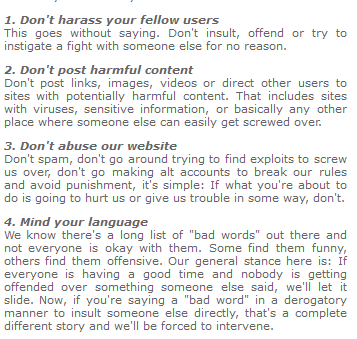 1. Don't harass your fellow users
This goes without saying. Don't insult, offend or try to
instigate a fight with someone else for no reason.
2. Don't post harmful content
Don't post links, images, videos or direct other users to
sites with potentially harmful content. That includes sites
with viruses, sensitive information, or basically any other
place where someone else can easily get screwed over.
3. Don't abuse our website
Don't spam, don't go around trying to find exploits to screw
us over, don't go making alt accounts to break our rules
and avoid punishment, it's simple: If what you're about to
do is going to hurt us or give us trouble in some way, don't.
4. Mind your language
We know there's a long list of "bad words" out there and
not everyone is okay with them. Some find them funny,
others find them offensive. Our general stance here is: If
everyone is having a good time and nobody is getting
offended over something someone else said, we'll let it
slide. Now, if you're saying a "bad word" in a derogatory
manner to insult someone else directly, that's a complete
different story and we'll be forced to intervene.